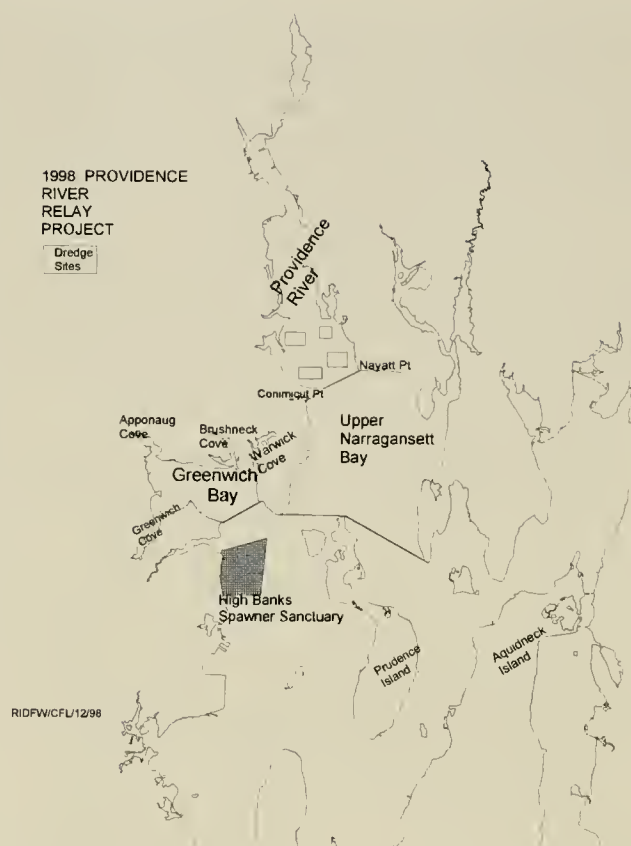 1998 PROVIDENCE
RIVER
RELAY
PROJECT
Dredge
Sites
Providence
River
Nayatt Pt
Conimicut Pt
Apponaug
Cove
Brushneck
Cove
Warwick
Cove
Upper
Narragansett
Bay
Greenwich
Bay
Greenwich
Cove
High Banks
Spawner Sanctuary
Prudence
Island
Aquidneck
Island
RIDFW/CFL/12/98